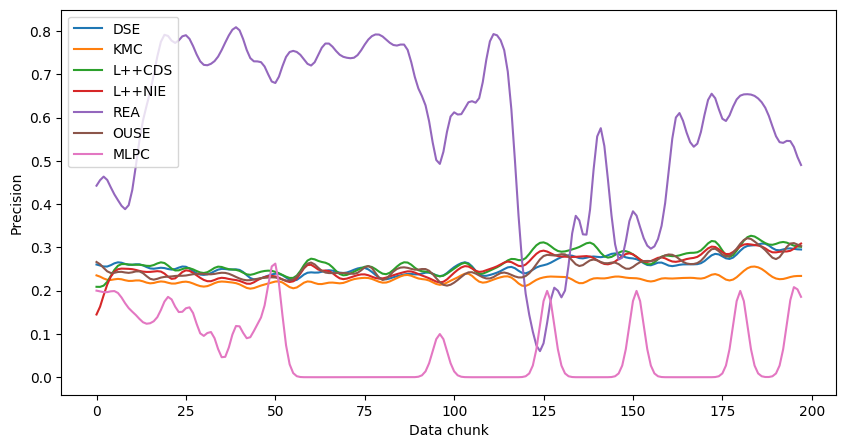 DSE
KMC
L++CDS
L++NIE
REA
OUSE
MLPC
Precision
0.8
0.7
0.6
0.5
0.4
0.3
0.2
0.1
0.0
0 25 50 75 100 125 150 175 200
Data chunk